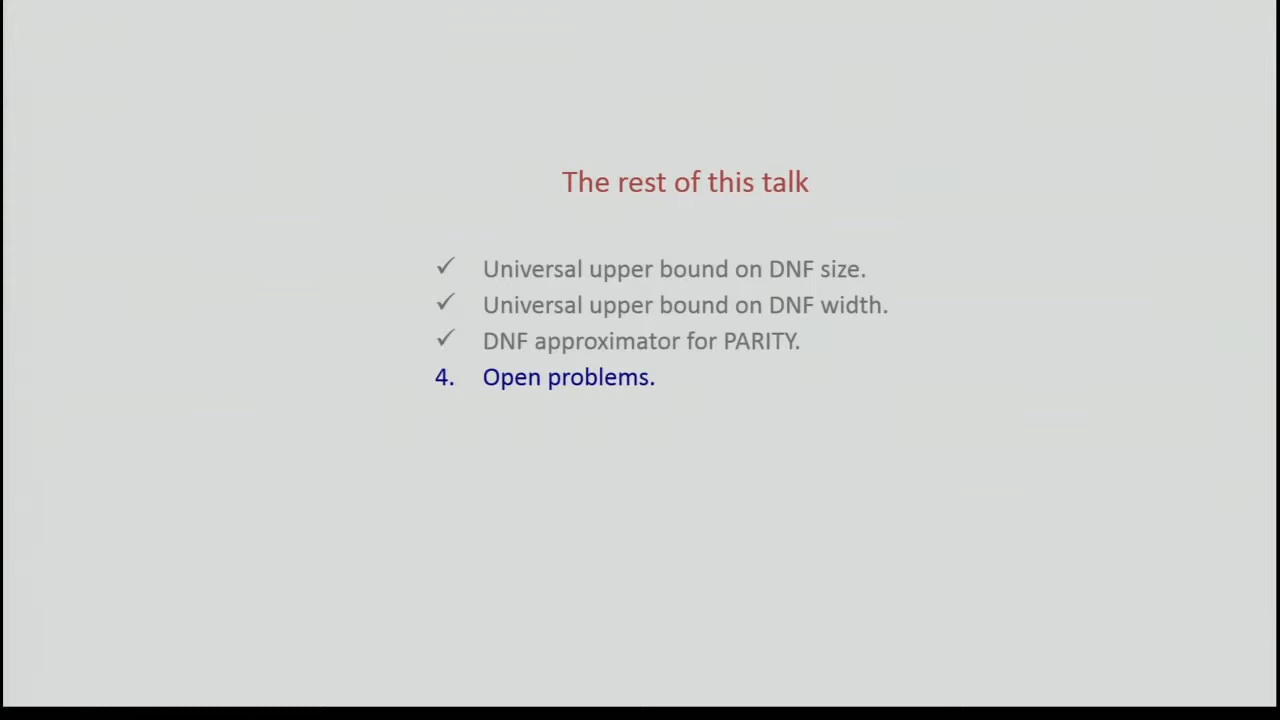 The rest of this talk
✓ Universal upper bound on DNF size.
✓ Universal upper bound on DNF width.
✓ DNF approximator for PARITY.
4. Open problems.